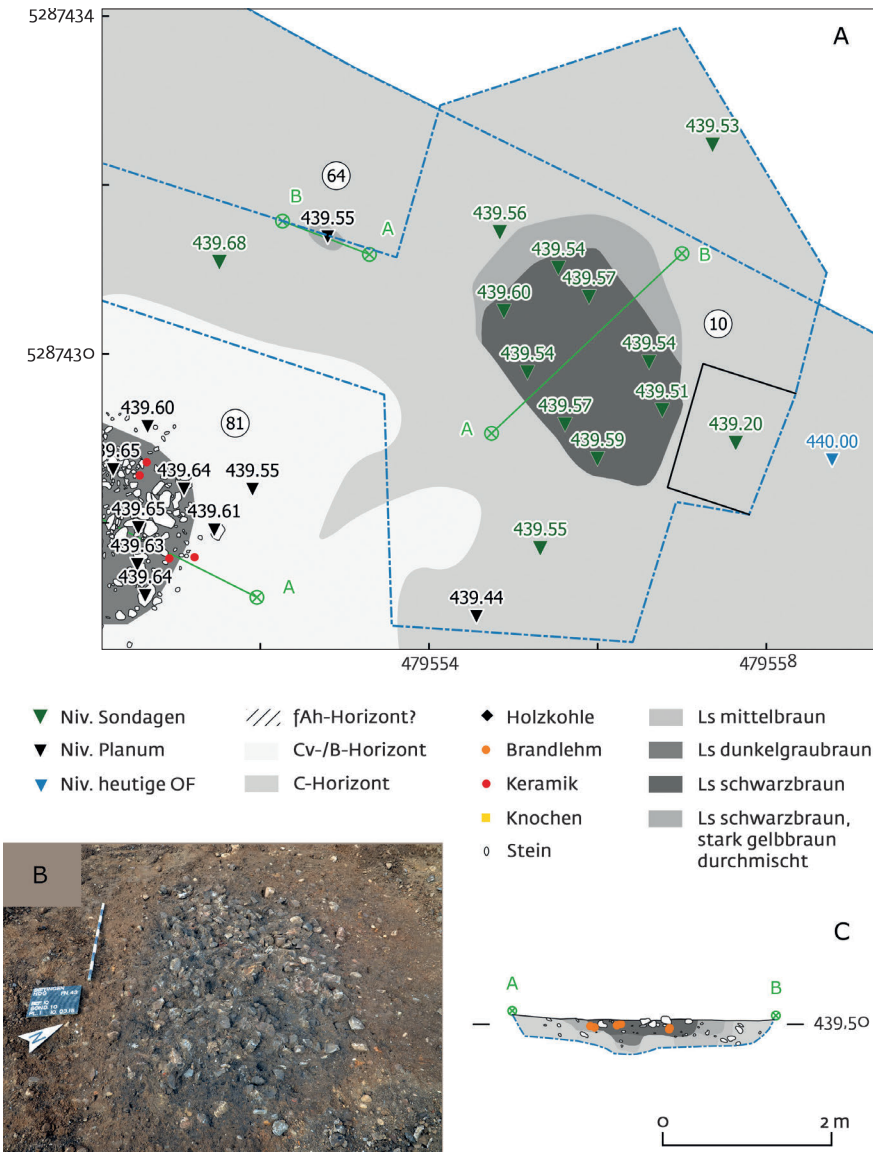 5287434
A
439.53
64
B
439.55
A
439.56
439.68
439.54
B
439.57
439.60
10
5287430
439.54
439.54
439.60
439.51
81
A
439.57
439.20
440.00
439.65
439.64
439.55
439.59
439.65
439.61
439.63
439.55
439.64
A
439.44
479554
479558
Niv. Sondagen
Niv. Planum
Niv. heutige OF
fAh-Horizont?
Cv-/B-Horizont
C-Horizont
Holzkohle
Brandlehm
Keramik
Knochen
Stein
Ls mittelbraun
Ls dunkelgraubraun
Ls schwarzbraun
Ls schwarzbraun,
stark gelbbraun
durchmischt
B
N
C
A
B
439.50
0
2 m